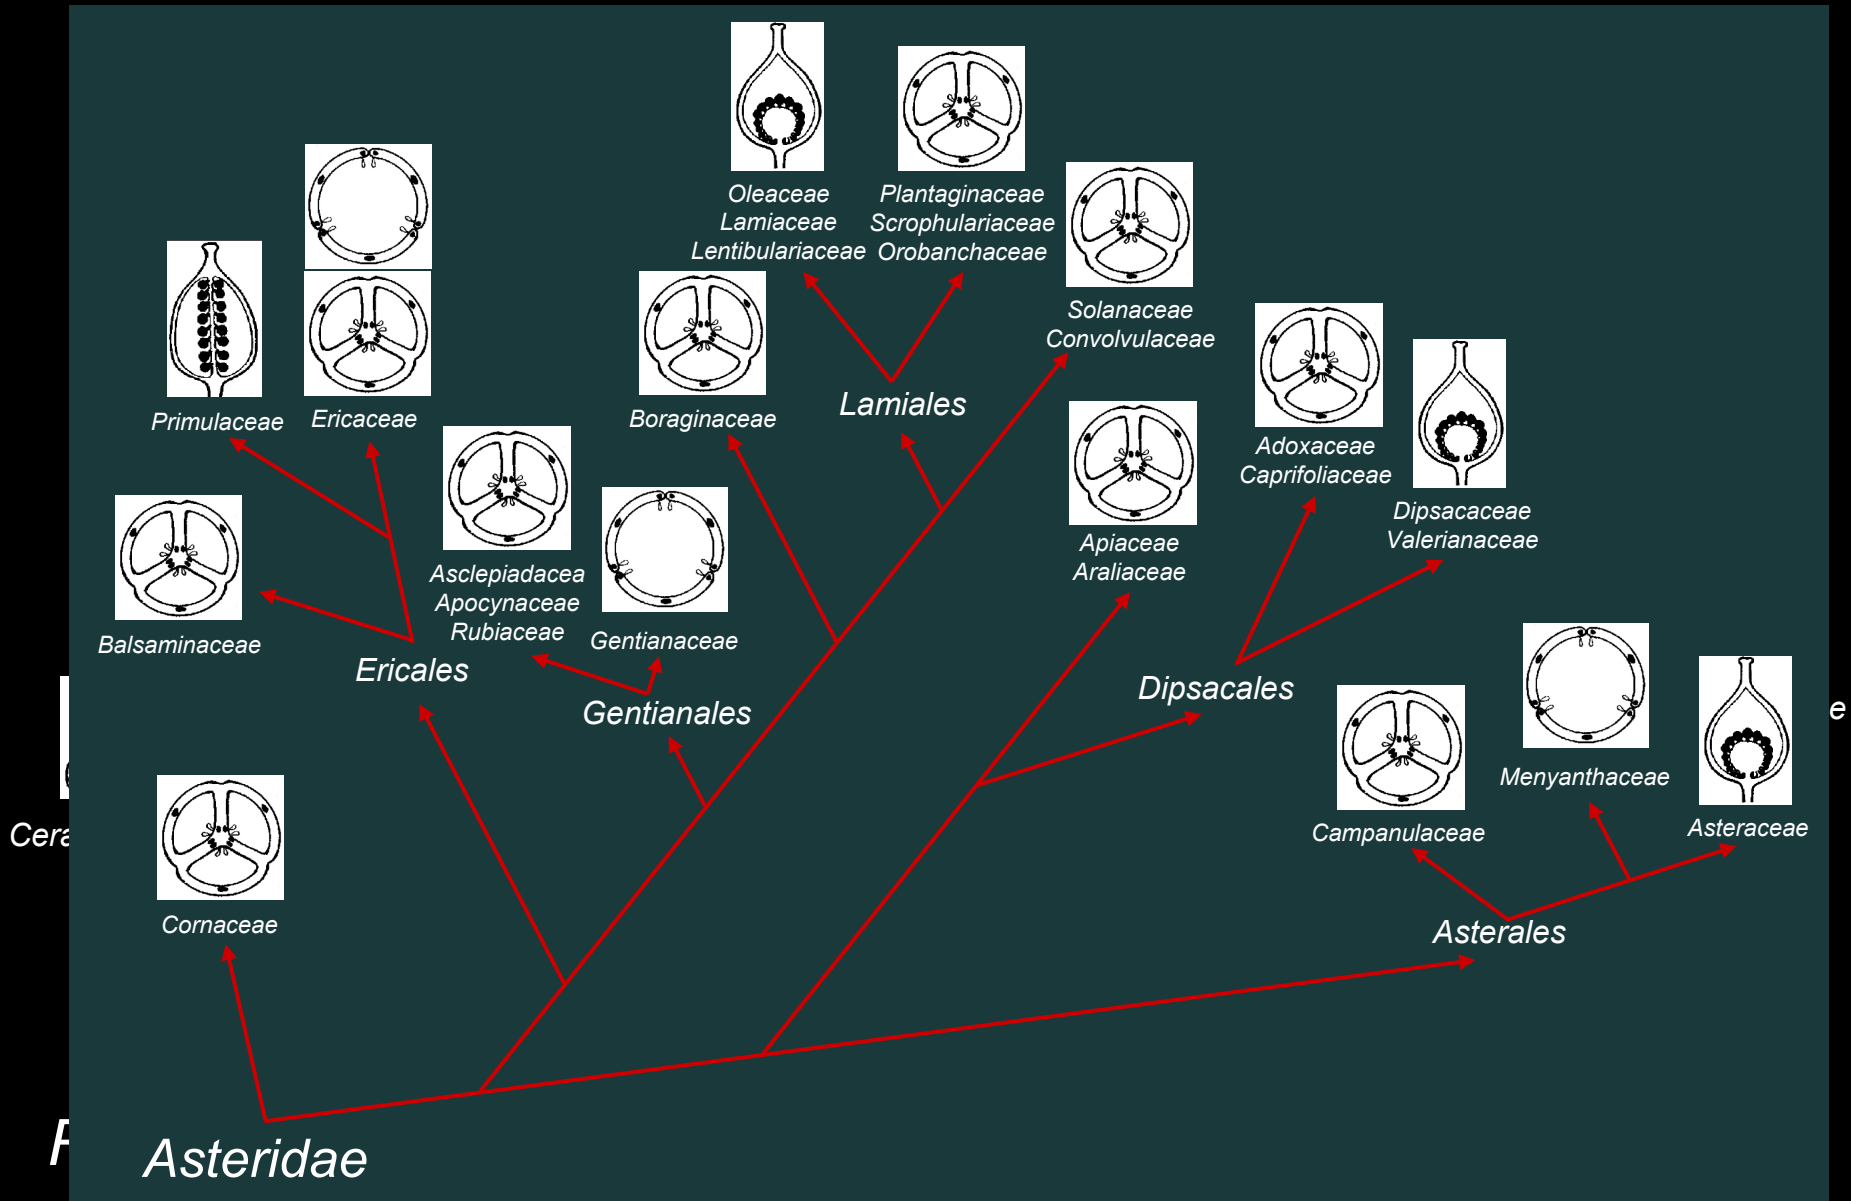 Oleaceae
Lamiaceae
Lentibulariaceae
Plantaginaceae
Scrophulariaceae
Orobanchaceae
Solanaceae
Convolvulaceae
Primulaceae
Ericaceae
Boraginaceae
Lamiales
Adoxaceae
Caprifoliaceae
Dipsacaceae
Valerianaceae
Apiaceae
Araliaceae
Asclepiadacea
Apocynaceae
Rubiaceae
Gentianaceae
Balsaminaceae
Ericales
Gentianales
Dipsacales
e
Menyanthaceae
Campanulaceae
Asteraceae
Cera
Cornaceae
Asterales
Asteridae